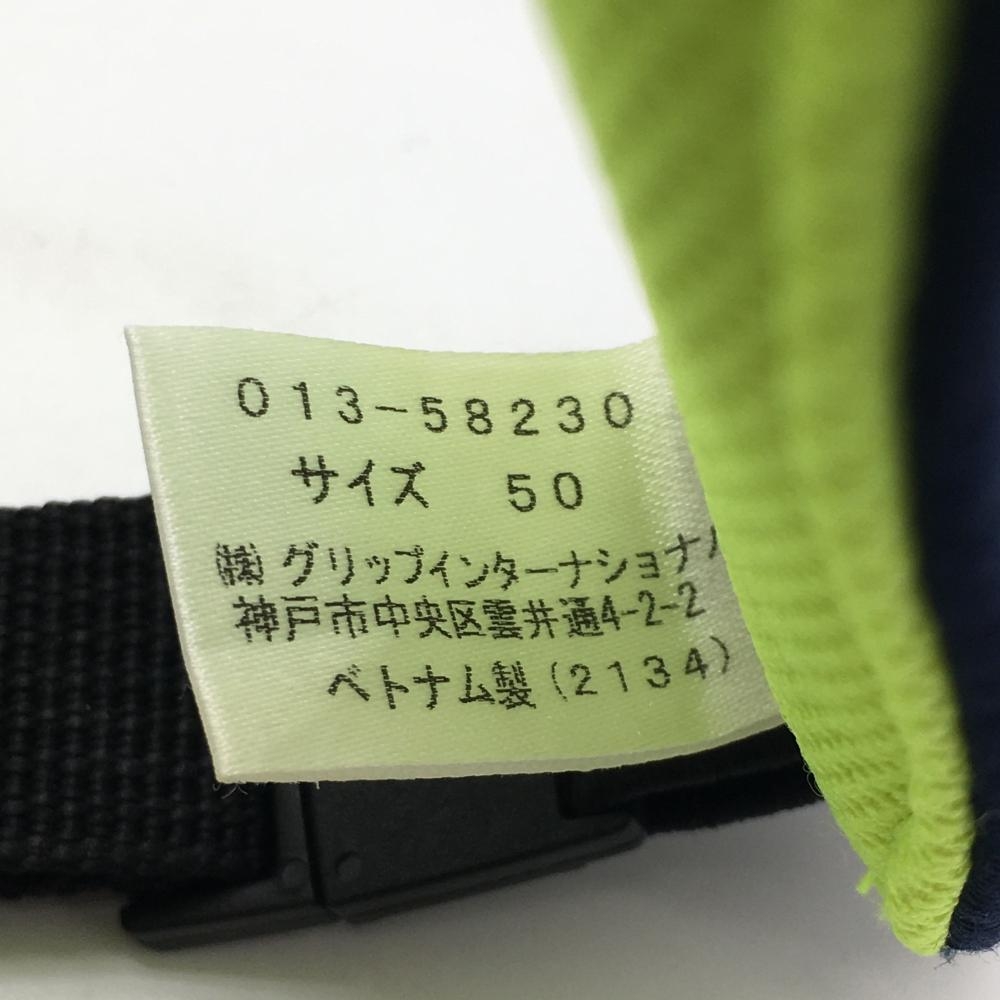 013-58230
サイズ 50
㈱グリップインターナショナル
神戸市中央区雲井通4-2-2
ベトナム製(2134)